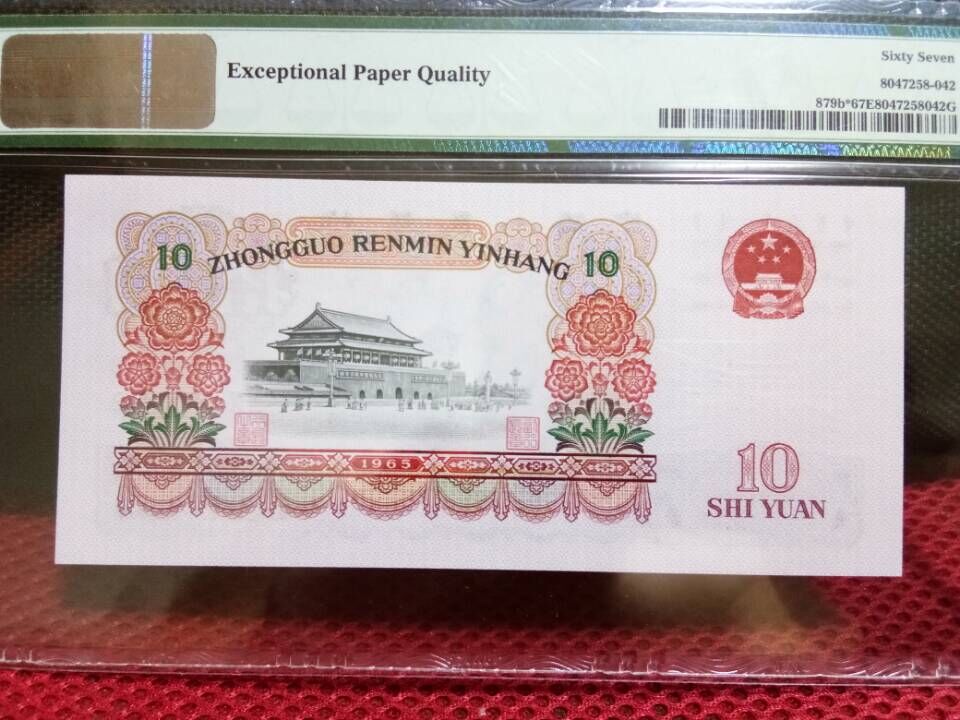 Exceptional Paper Quality
Sixty Seven
8047258-042
879b*67E8047258042G
10 ZHONGGUO RENMIN YINHANG 10
1965
10
SHI YUAN